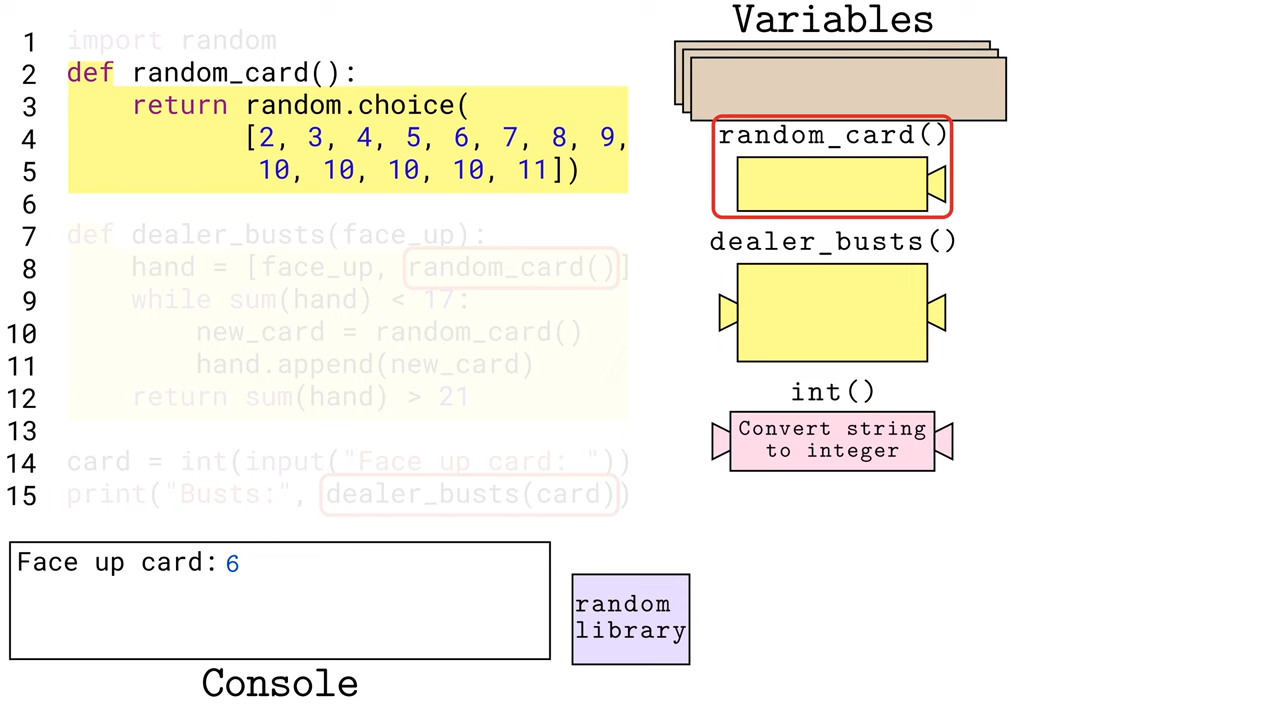 1 import random
2 def random_card():
3 return random.choice(
4 [2, 3, 4, 5, 6, 7, 8, 9,
5 10, 10, 10, 10, 11])
6
7 def dealer_busts(face_up):
8 hand = [face_up, random_card()]
9 while sum(hand) < 17:
10 new_card = random_card()
11 hand.append(new_card)
12 return sum(hand) > 21
13
14 card = int(input("Face up card: "))
15 print("Busts:", dealer_busts(card))
Face up card: 6
Console
random
library
Variables
random_card()
dealer_busts()
int()
Convert string
to integer